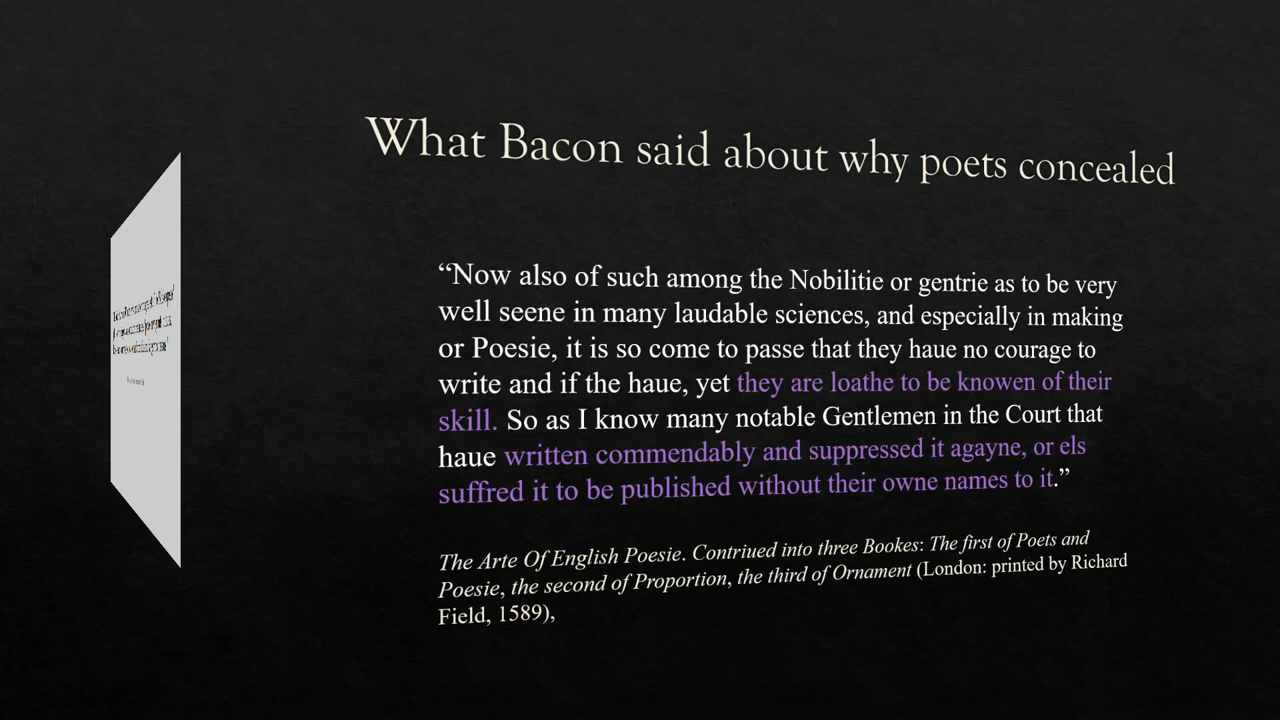 What Bacon said about why poets concealed
“Now also of such among the Nobilitie or gentrie as to be very
well seene in many laudable sciences, and especially in making
or Poesie, it is so come to passe that they haue no courage to
write and if the haue, yet they are loathe to be knowen of their
skill. So as I know many notable Gentlemen in the Court that
haue written commendably and suppressed it agayne, or els
suffred it to be published without their owne names to it.”
The Arte Of English Poesie. Contriued into three Bookes: The first of Poets and
Poesie, the second of Proportion, the third of Ornament (London: printed by Richard
Field, 1589),